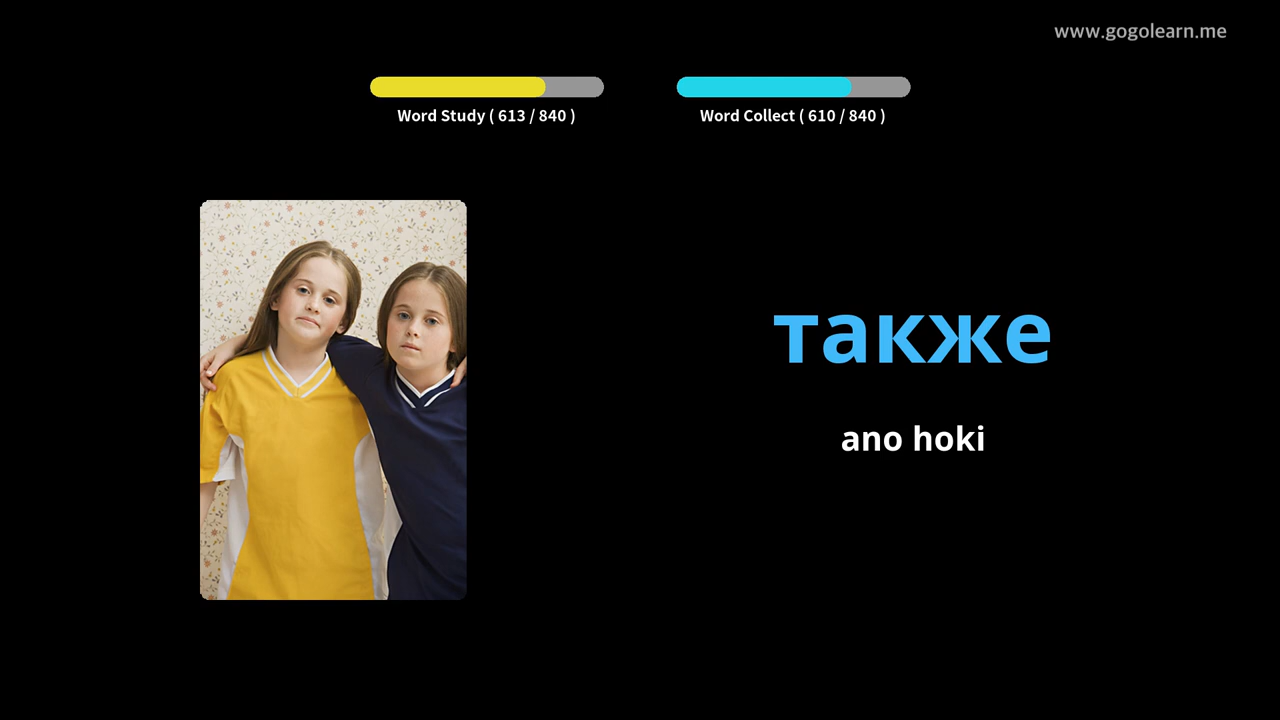 www.gogolearn.me
Word Study ( 613 / 840 )
Word Collect ( 610 / 840 )
также
ano hoki